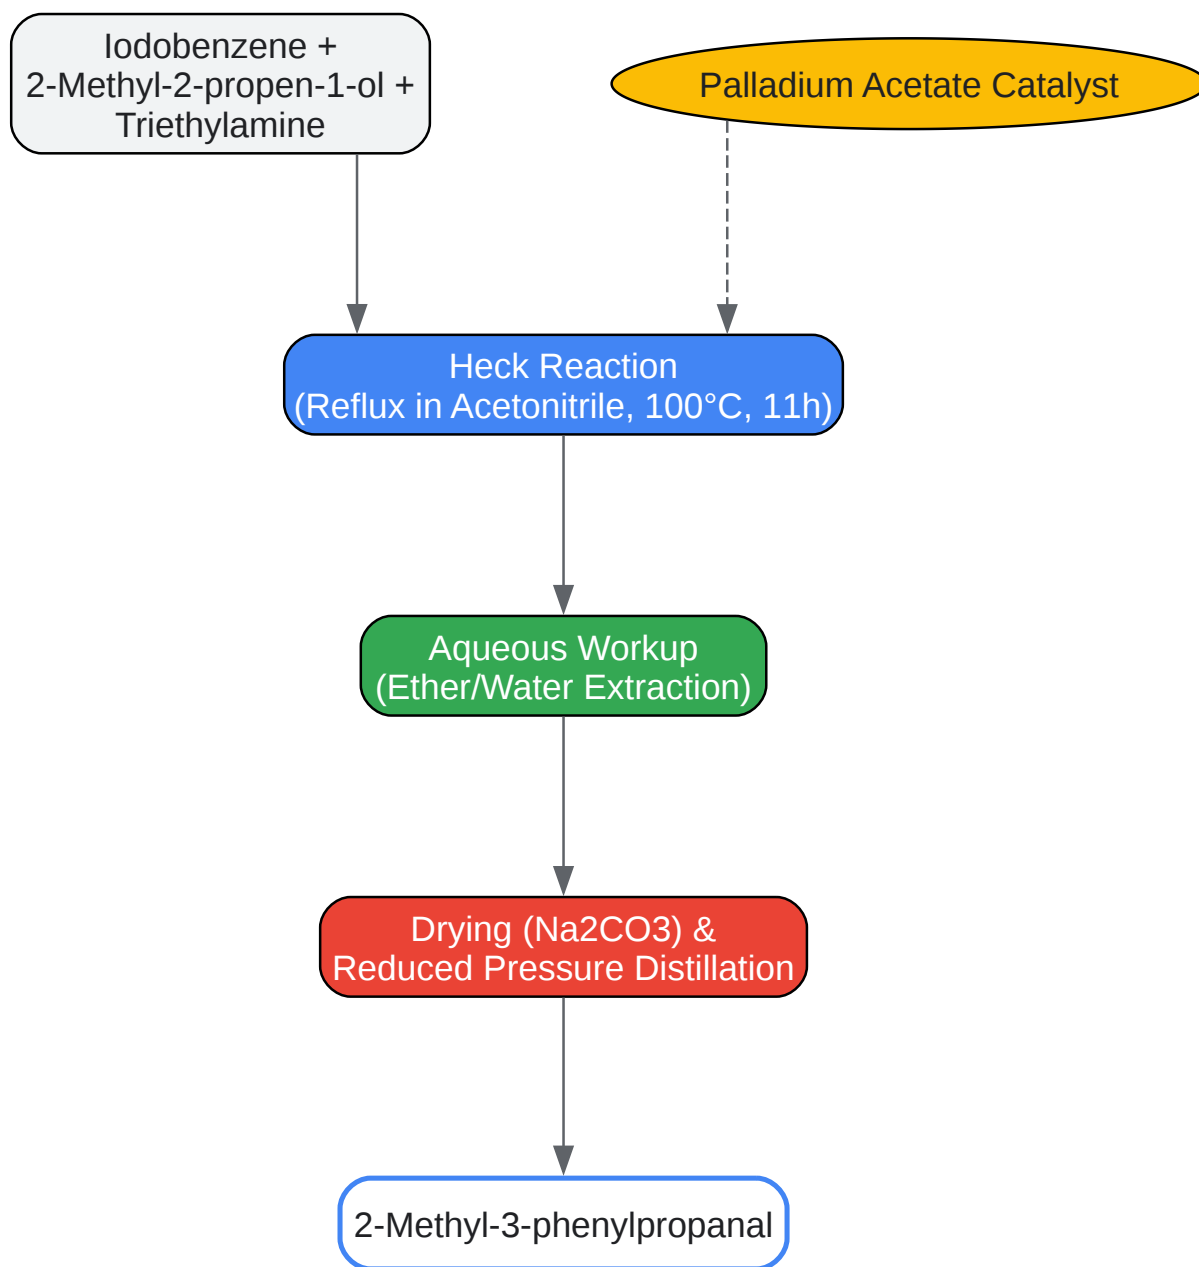 Iodobenzene +
2-Methyl-2-propen-1-ol +
Triethylamine
Palladium Acetate Catalyst
Heck Reaction
(Reflux in Acetonitrile, 100°C, 11h)
Aqueous Workup
(Ether/Water Extraction)
Drying (Na2CO3) &
Reduced Pressure Distillation
2-Methyl-3-phenylpropanal